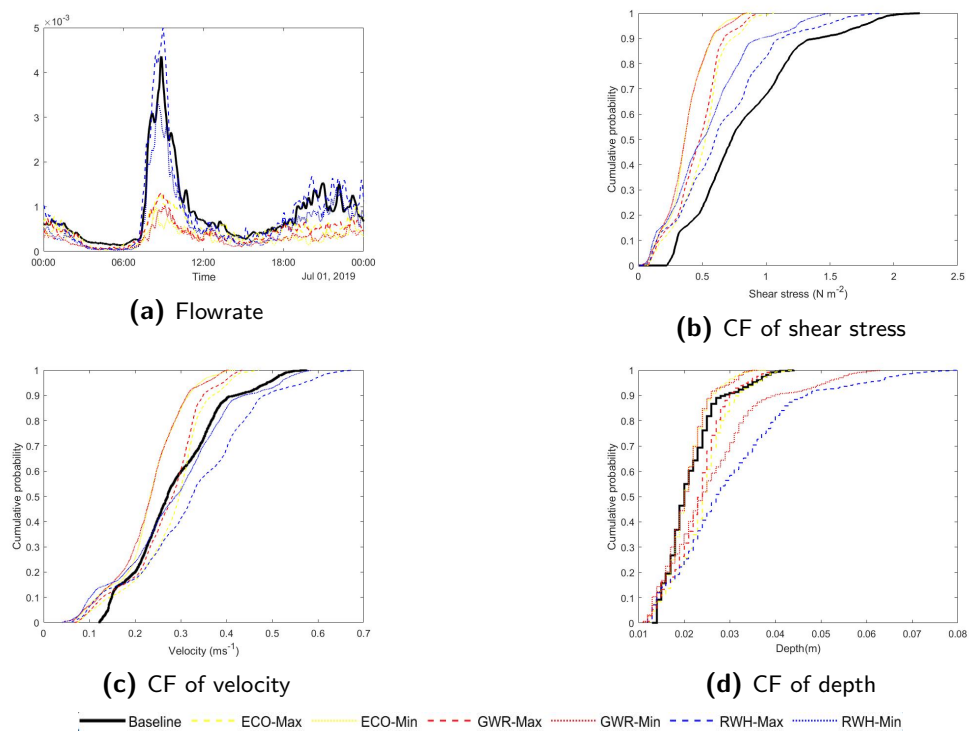 ×10⁻³
5
4
3
2
1
0
00:00 06:00 12:00 18:00 00:00
Time
Jul 01, 2019
(a) Flowrate
Cumulative probability
1
0.9
0.8
0.7
0.6
0.5
0.4
0.3
0.2
0.1
0
0 0.5 1 1.5 2 2.5
Shear stress (N m⁻²)
(b) CF of shear stress
Cumulative probability
1
0.9
0.8
0.7
0.6
0.5
0.4
0.3
0.2
0.1
0
0 0.1 0.2 0.3 0.4 0.5 0.6 0.7
Velocity (ms⁻¹)
(c) CF of velocity
Cumulative probability
1
0.9
0.8
0.7
0.6
0.5
0.4
0.3
0.2
0.1
0
0.01 0.02 0.03 0.04 0.05 0.06 0.07 0.08
Depth(m)
(d) CF of depth
Baseline ECO-Max ECO-Min GWR-Max GWR-Min RWH-Max RWH-Min